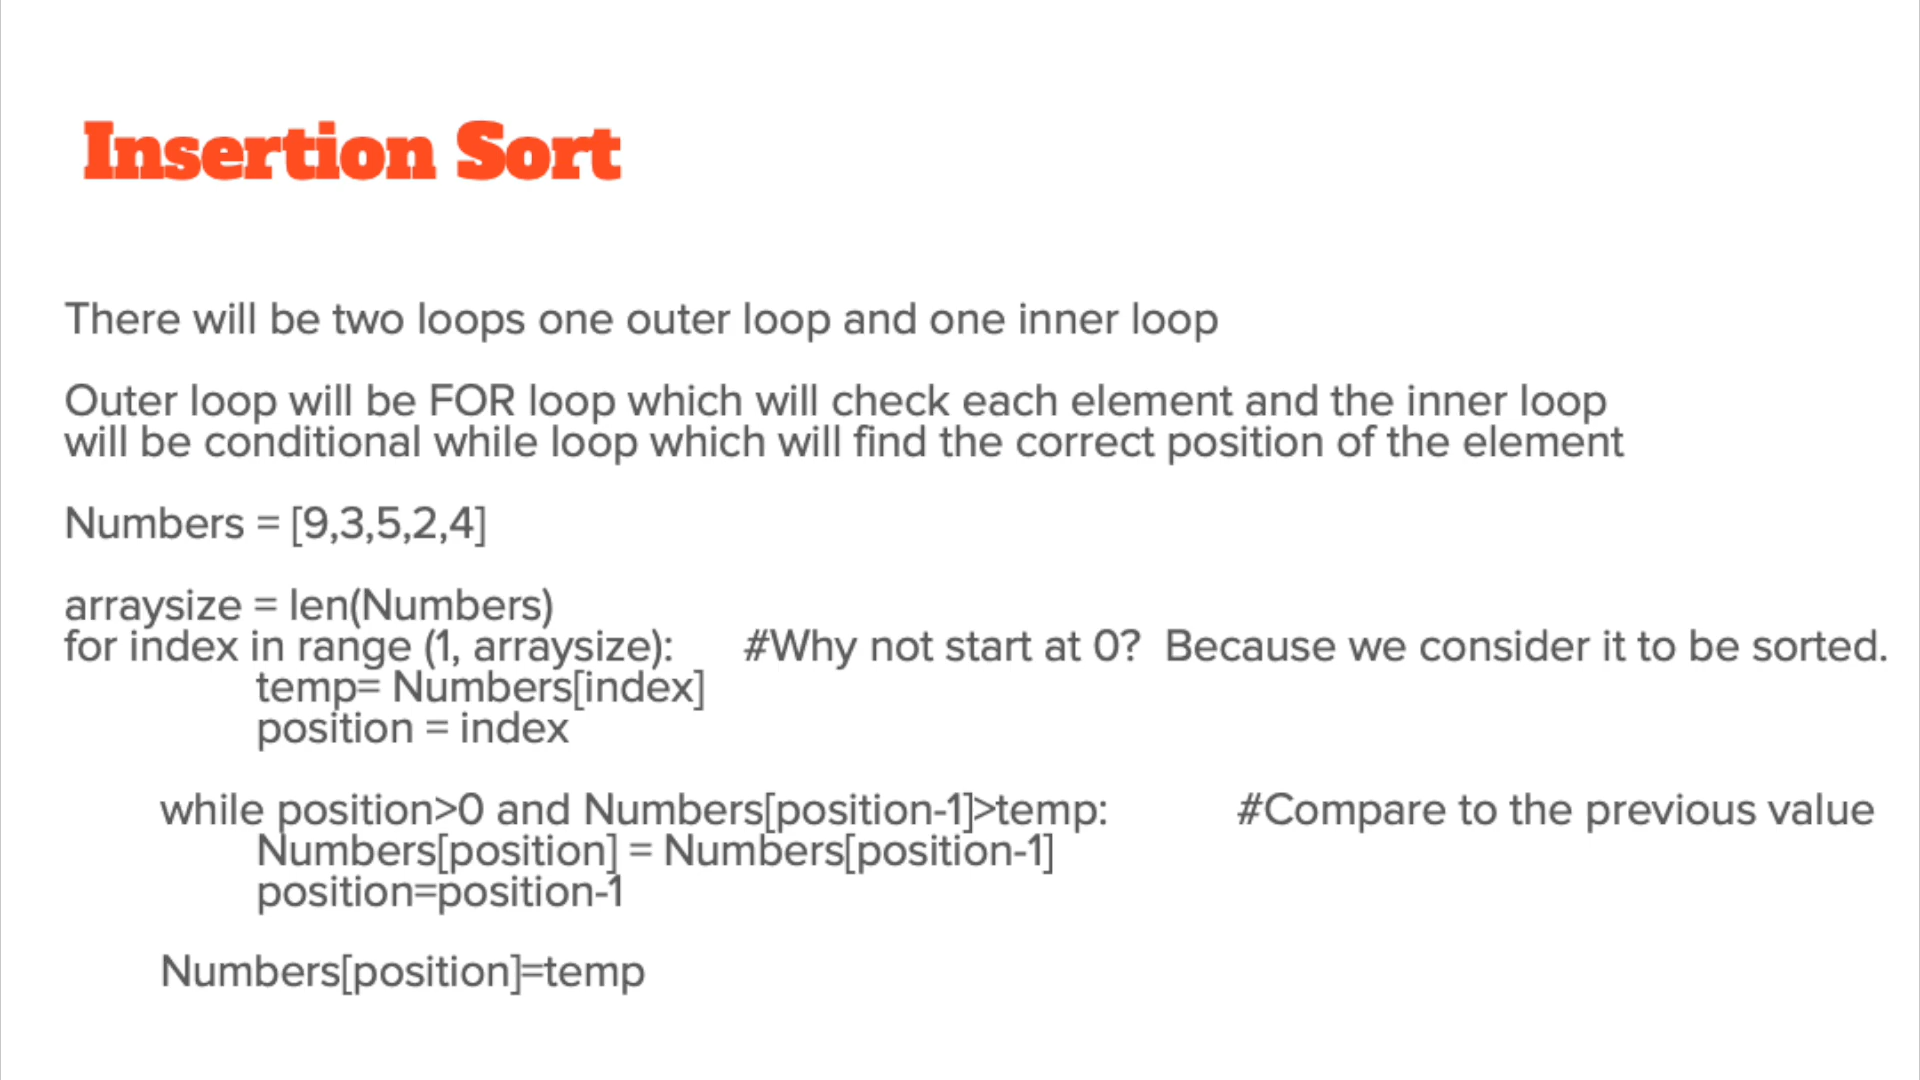 Insertion Sort
There will be two loops one outer loop and one inner loop
Outer loop will be FOR loop which will check each element and the inner loop
will be conditional while loop which will find the correct position of the element
Numbers = [9,3,5,2,4]
arraysize = len(Numbers)
for index in range (1, arraysize): #Why not start at 0? Because we consider it to be sorted.
temp= Numbers[index]
position = index
while position>0 and Numbers[position-1]>temp: #Compare to the previous value
Numbers[position] = Numbers[position-1]
position=position-1
Numbers[position]=temp